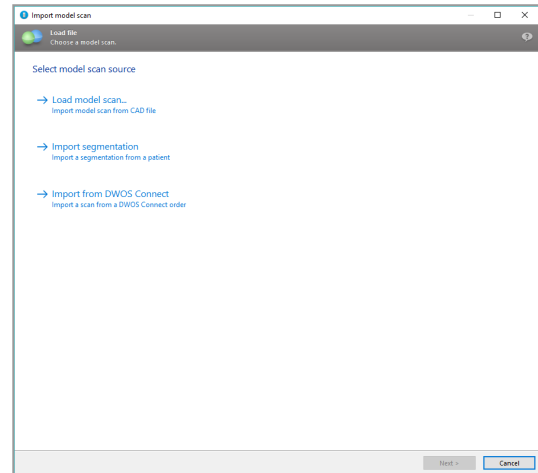 Import model scan
Load file
Choose a model scan.
Select model scan source
Load model scan...
Import model scan from CAD file
Import segmentation
Import a segmentation from a patient
Import from DWOS Connect
Import a scan from a DWOS Connect order
Next > Cancel